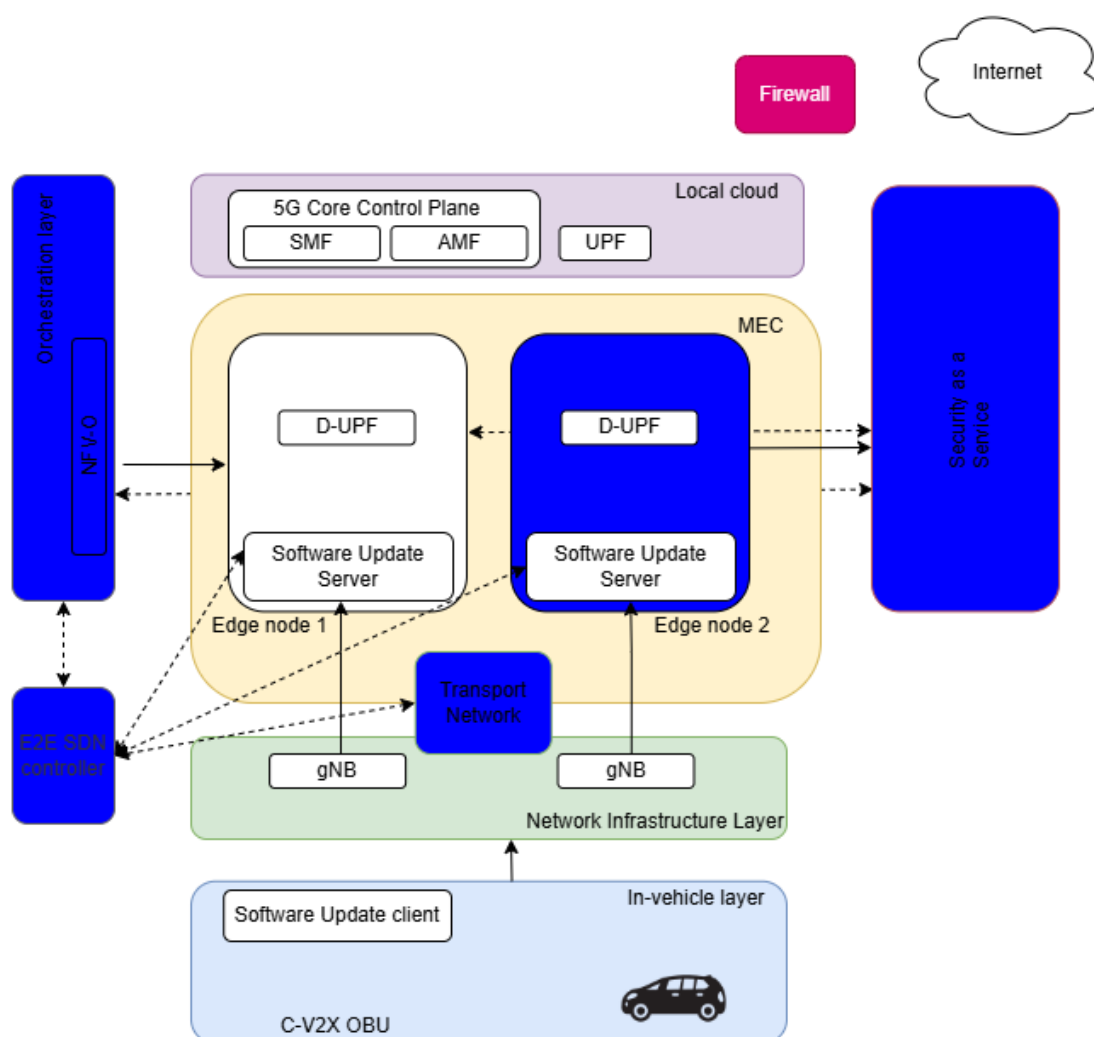 Internet
Firewall
Local cloud
5G Core Control Plane
SMF
AMF
UPF
Orchestration layer
NFV-O
MEC
D-UPF
D-UPF
Security as a
Service
Software Update
Server
Software Update
Server
Edge node 1
Edge node 2
Transport
Network
E2E SDN
controller
gNB
gNB
Network Infrastructure Layer
In-vehicle layer
Software Update client
C-V2X OBU